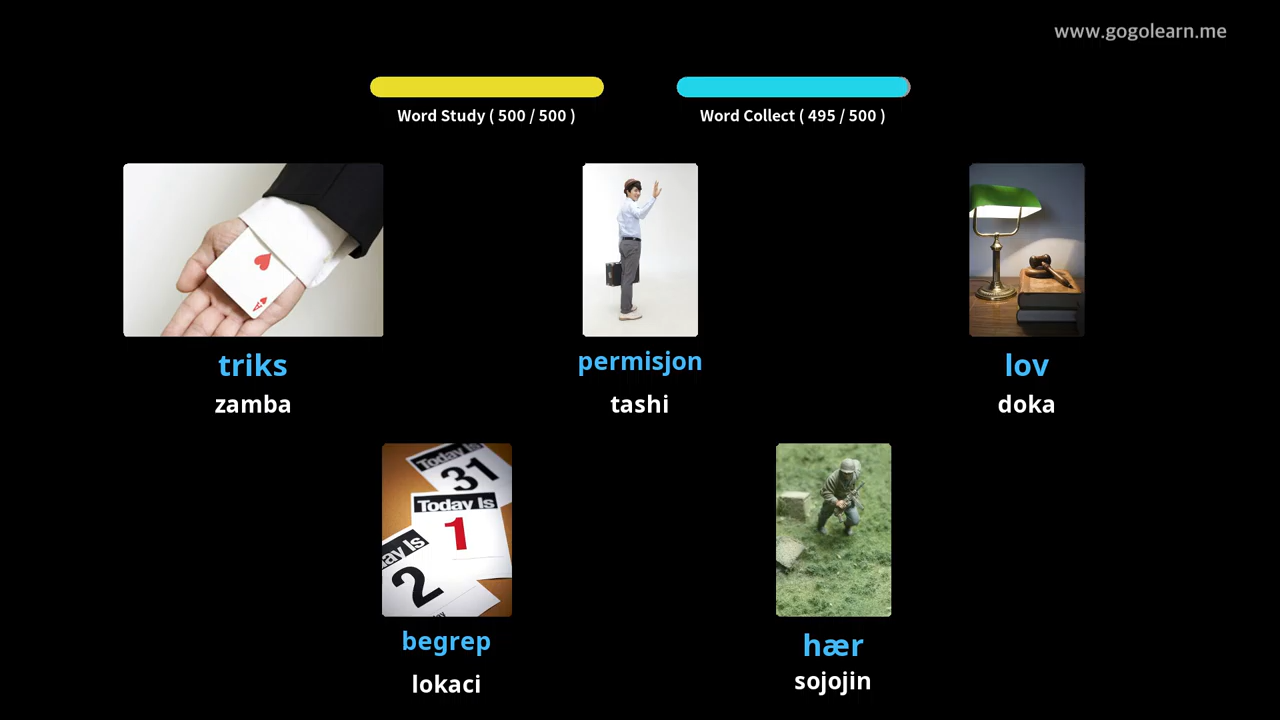 www.gogolearn.me
Word Study ( 500 / 500 )
Word Collect ( 495 / 500 )
triks
zamba
permisjon
tashi
lov
doka
Today Is
31
Today Is
1
ay Is
2
begrep
lokaci
hær
sojojin